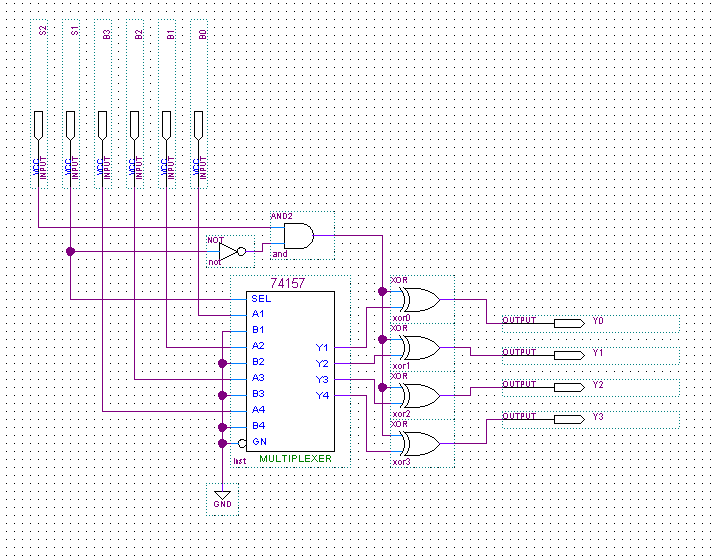 S2
S1
B3
B2
B1
B0
VCC
INPUT
VCC
INPUT
VCC
INPUT
VCC
INPUT
VCC
INPUT
VCC
INPUT
AND2
and
NOT
not
74157
SEL
A1
B1
A2
B2
A3
B3
A4
B4
GN
Y1
Y2
Y3
Y4
inst
MULTIPLEXER
GND
XOR
xor0
XOR
xor1
XOR
xor2
XOR
xor3
OUTPUT Y0
OUTPUT Y1
OUTPUT Y2
OUTPUT Y3